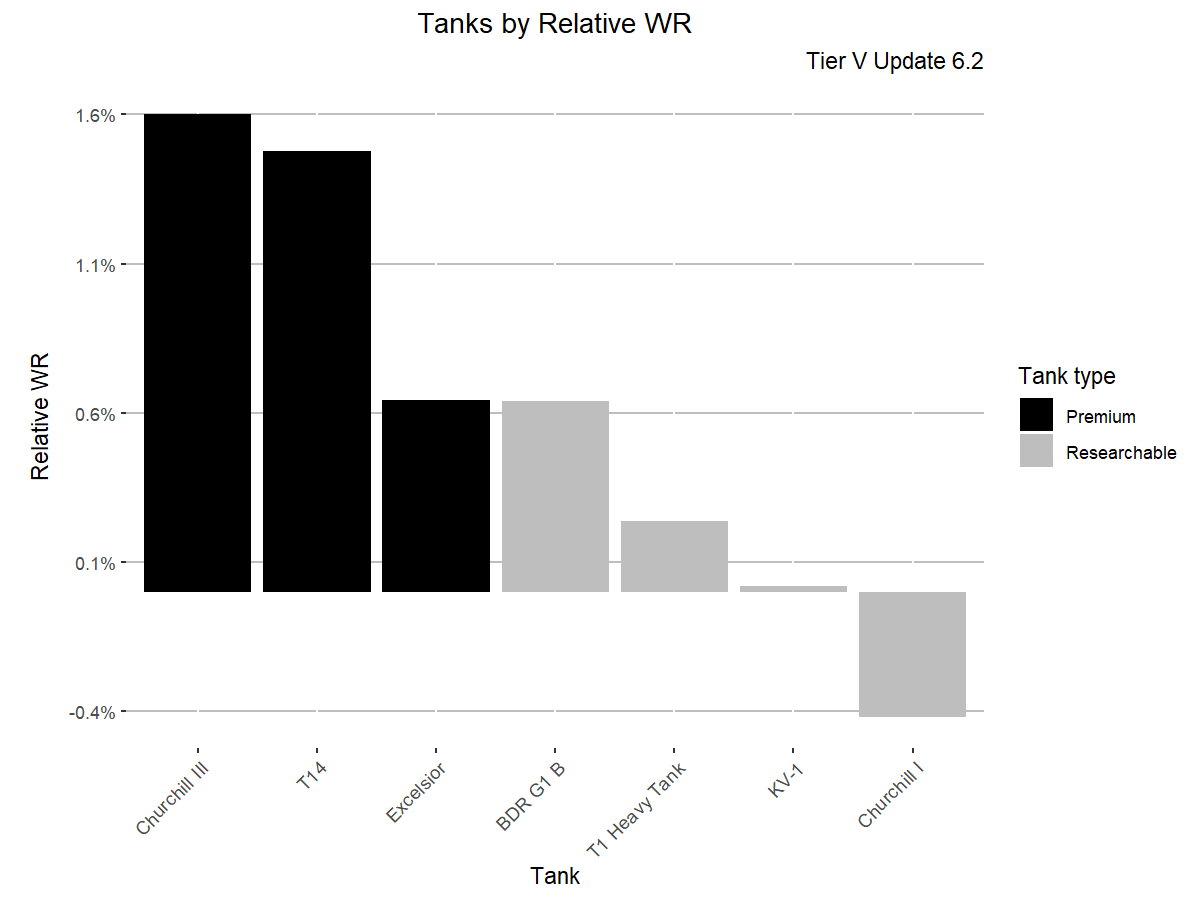 Tanks by Relative WR
Tier V Update 6.2
1.6%
1.1%
0.6%
0.1%
-0.4%
Relative WR
Churchill III
T14
Excelsior
BDR G1 B
T1 Heavy Tank
KV-1
Churchill I
Tank
Tank type
Premium
Researchable